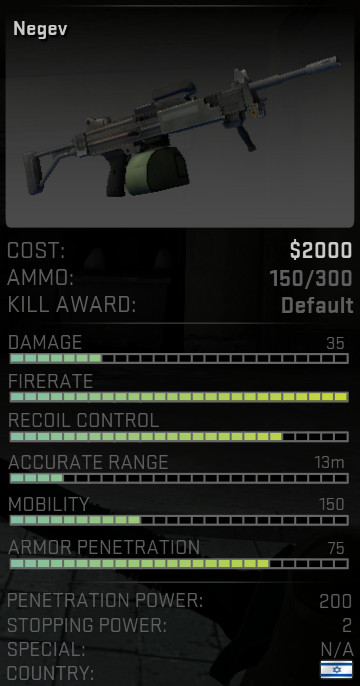 Negev
COST: $2000
AMMO: 150/300
KILL AWARD: Default
DAMAGE 35
FIRERATE
RECOIL CONTROL
ACCURATE RANGE 13m
MOBILITY 150
ARMOR PENETRATION 75
PENETRATION POWER: 200
STOPPING POWER: 2
SPECIAL: N/A
COUNTRY: